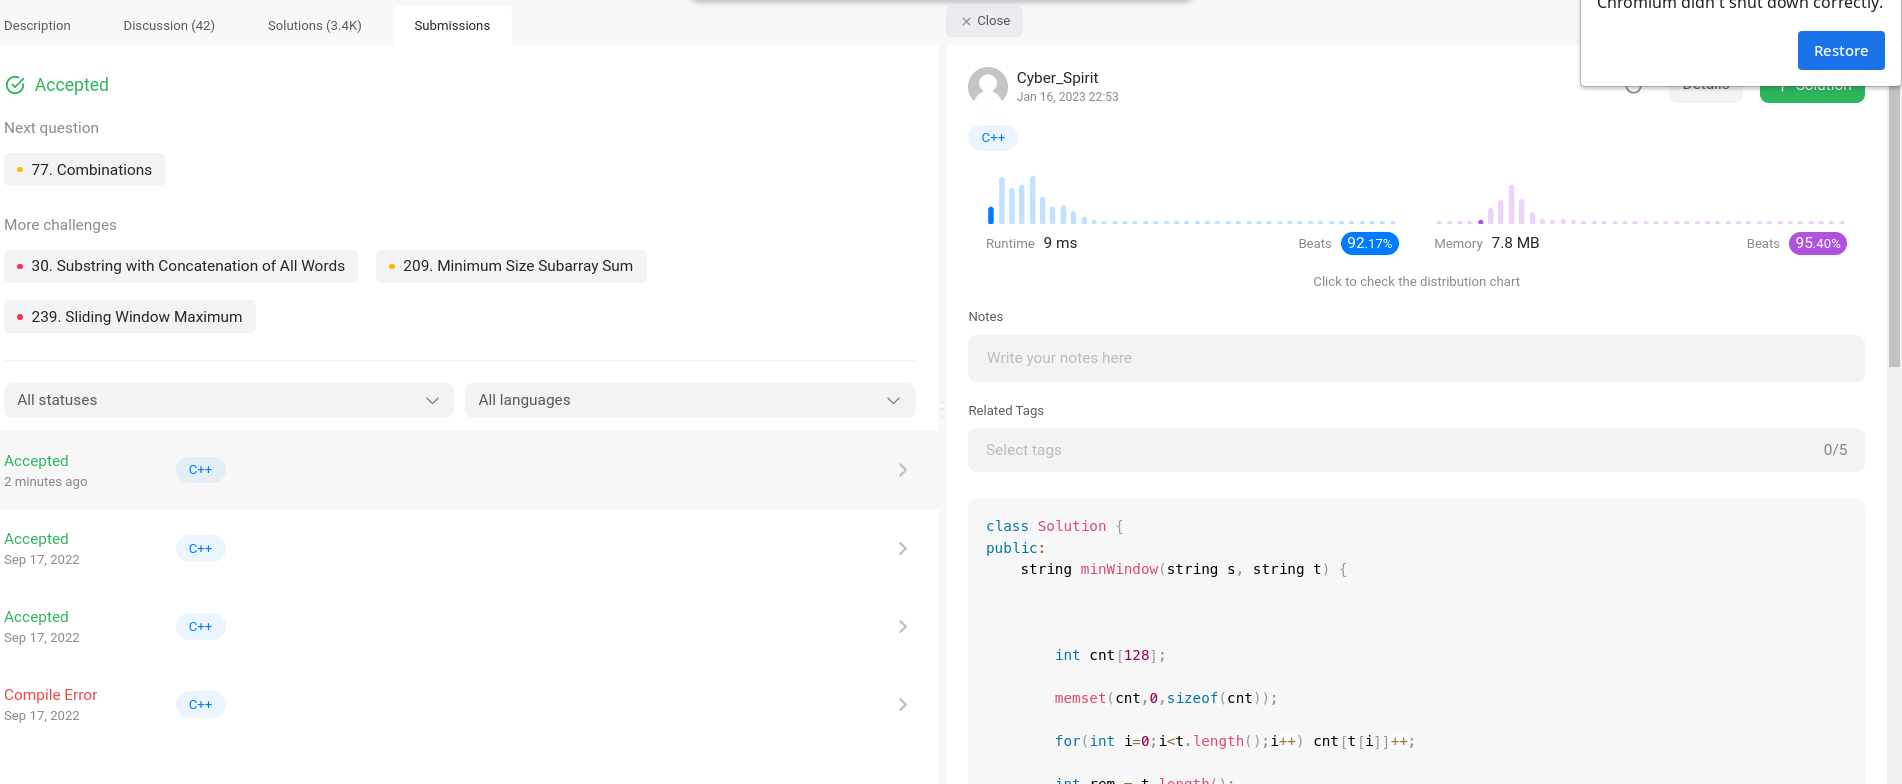 Description Discussion (42) Solutions (3.4K) Submissions
Accepted
Next question
77. Combinations
More challenges
30. Substring with Concatenation of All Words 209. Minimum Size Subarray Sum
239. Sliding Window Maximum
All statuses All languages
Accepted
2 minutes ago
C++
Accepted
Sep 17, 2022
C++
Accepted
Sep 17, 2022
C++
Compile Error
Sep 17, 2022
C++
Close
Chromium didn't shut down correctly.
Restore
Cyber_Spirit
Jan 16, 2023 22:53
Details Solution
C++
Runtime 9 ms Beats 92.17% Memory 7.8 MB Beats 95.40%
Click to check the distribution chart
Notes
Write your notes here
Related Tags
Select tags 0/5
class Solution {
public:
    string minWindow(string s, string t) {
        int cnt[128];
        memset(cnt,0,sizeof(cnt));
        for(int i=0;i<t.length();i++) cnt[t[i]]++;
        int rem = t.length();